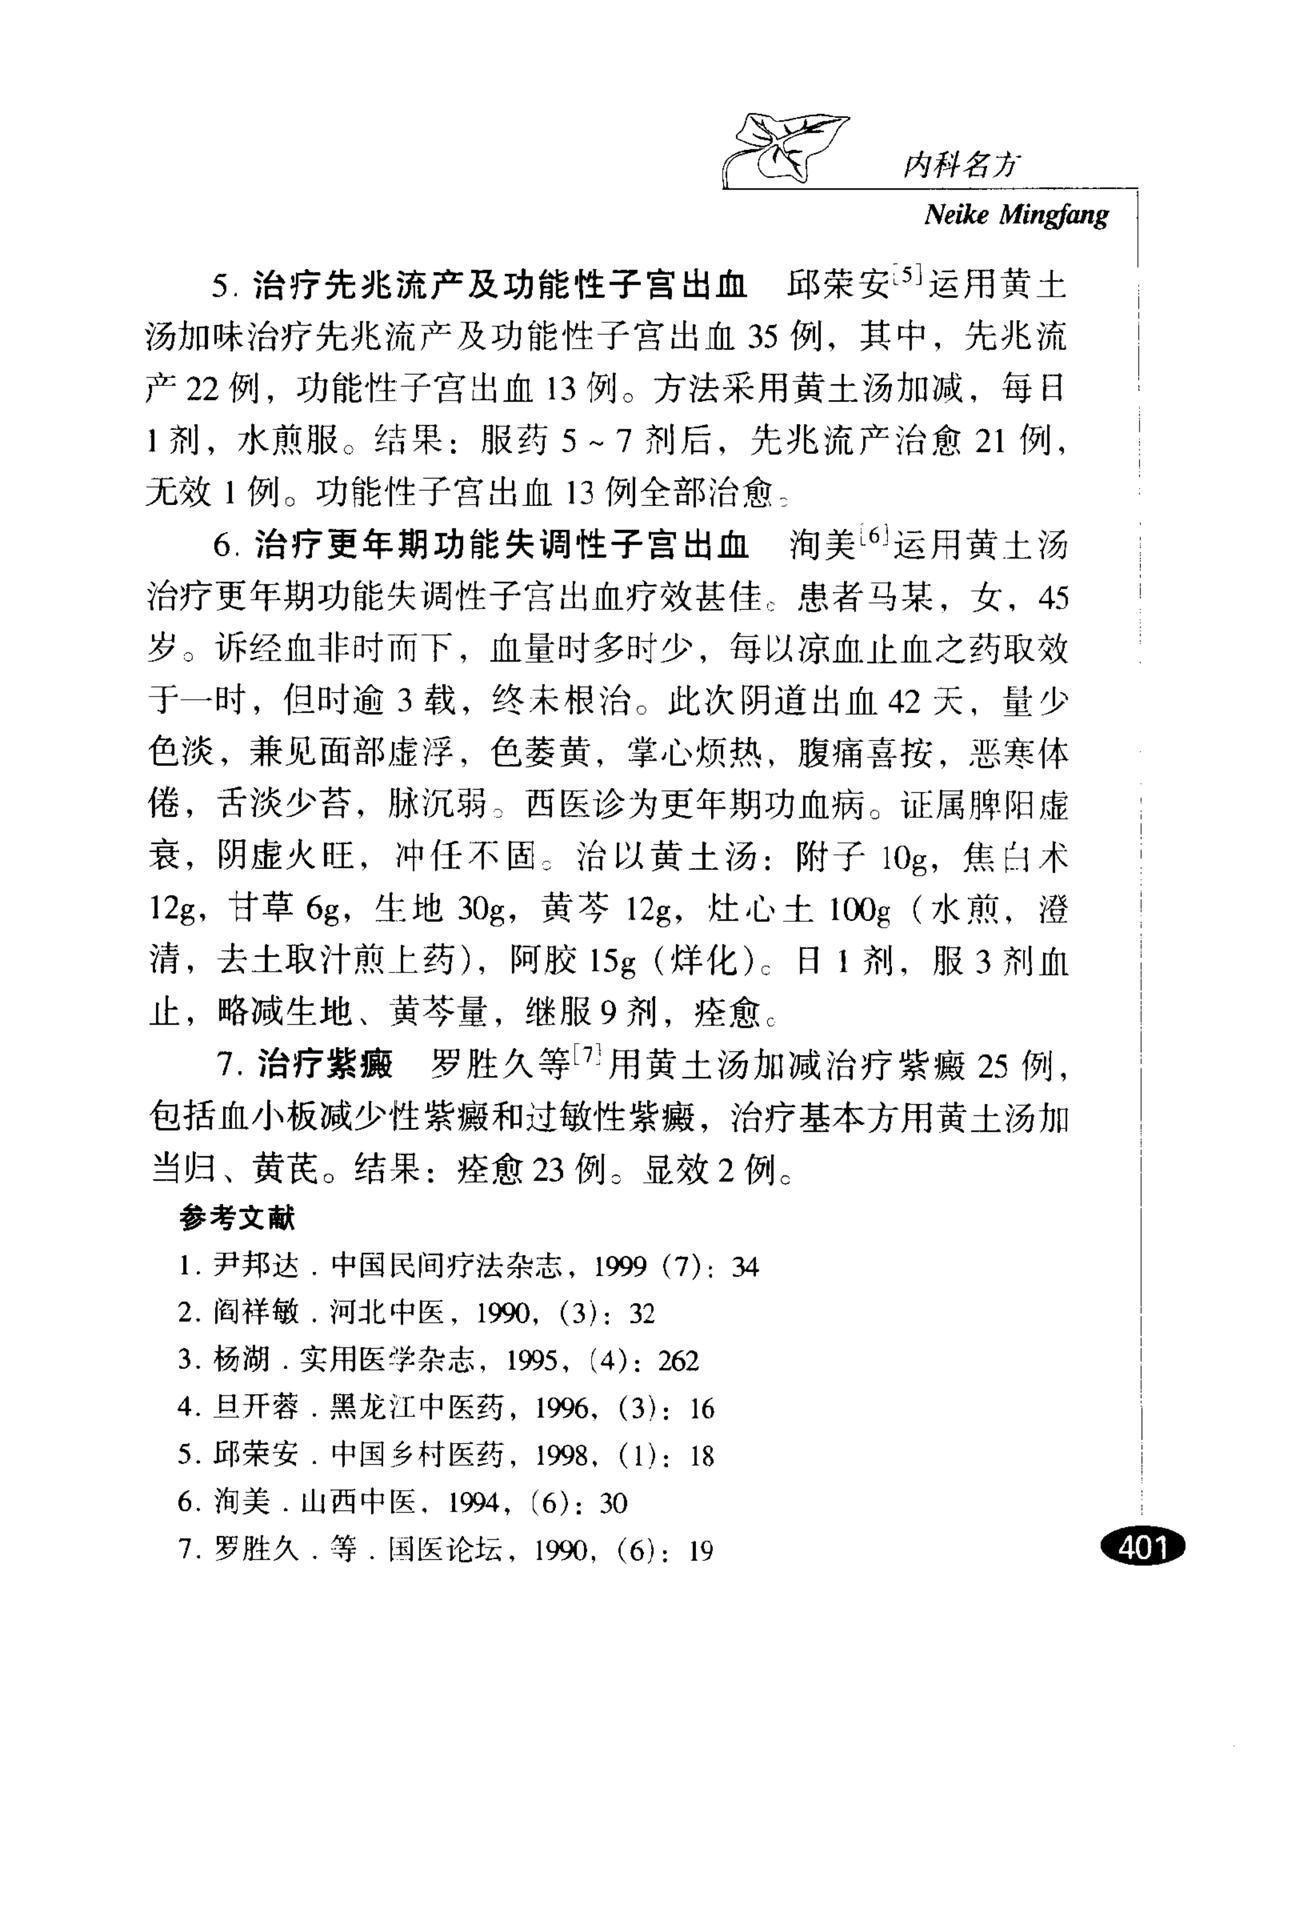 内科名方
Neike Mingfang
5. 治疗先兆流产及功能性子宫出血　邱荣安[5]运用黄土
汤加味治疗先兆流产及功能性子宫出血 35 例，其中，先兆流
产 22 例，功能性子宫出血 13 例。方法采用黄土汤加减，每日
1 剂，水煎服。结果：服药 5 ~ 7 剂后，先兆流产治愈 21 例，
无效 1 例。功能性子宫出血 13 例全部治愈。
6. 治疗更年期功能失调性子宫出血　洵美[6]运用黄土汤
治疗更年期功能失调性子宫出血疗效甚佳。患者马某，女，45
岁。诉经血非时而下，血量时多时少，每以凉血止血之药取效
于一时，但时逾 3 载，终未根治。此次阴道出血 42 天，量少
色淡，兼见面部虚浮，色萎黄，掌心烦热，腹痛喜按，恶寒体
倦，舌淡少苔，脉沉弱。西医诊为更年期功血病。证属脾阳虚
衰，阴虚火旺，冲任不固。治以黄土汤：附子 10g，焦白术
12g，甘草 6g，生地 30g，黄芩 12g，灶心土 100g（水煎，澄
清，去土取汁煎上药），阿胶 15g（烊化）。日 1 剂，服 3 剂血
止，略减生地、黄芩量，继服 9 剂，痊愈。
7. 治疗紫癜　罗胜久等[7]用黄土汤加减治疗紫癜 25 例，
包括血小板减少性紫癜和过敏性紫癜，治疗基本方用黄土汤加
当归、黄芪。结果：痊愈 23 例。显效 2 例。
参考文献
1. 尹邦达．中国民间疗法杂志，1999（7）：34
2. 阎祥敏．河北中医，1990，（3）：32
3. 杨湖．实用医学杂志，1995，（4）：262
4. 旦开蓉．黑龙江中医药，1996，（3）：16
5. 邱荣安．中国乡村医药，1998，（1）：18
6. 洵美．山西中医，1994，（6）：30
7. 罗胜久．等．国医论坛，1990，（6）：19
401